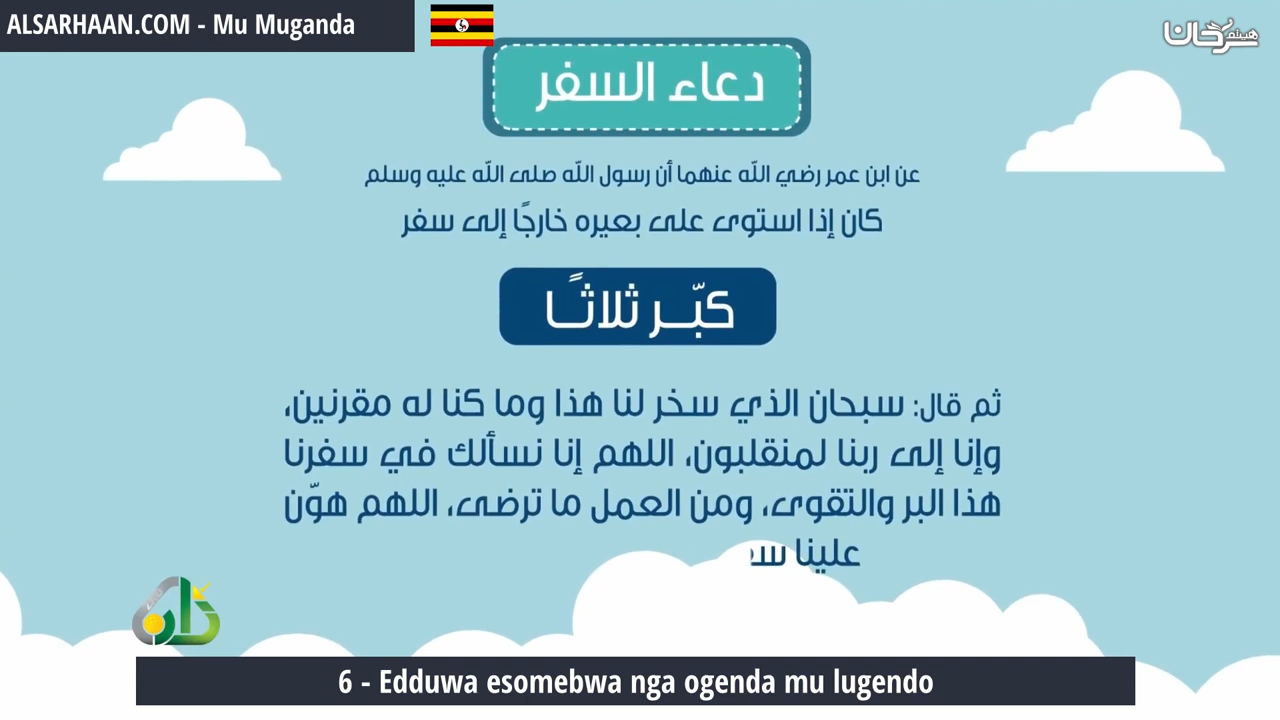 ALSARHAAN.COM - Mu Muganda
هيثم سرحان
دعاء السفر
عن ابن عمر رضي الله عنهما أن رسول الله صلى الله عليه وسلم
كان إذا استوى على بعيره خارجًا إلى سفر
كبّر ثلاثًا
ثم قال: سبحان الذي سخر لنا هذا وما كنا له مقرنين،
وإنا إلى ربنا لمنقلبون، اللهم إنا نسألك في سفرنا
هذا البر والتقوى، ومن العمل ما ترضى، اللهم هوّن
علينا
6 - Edduwa esomebwa nga ogenda mu lugendo